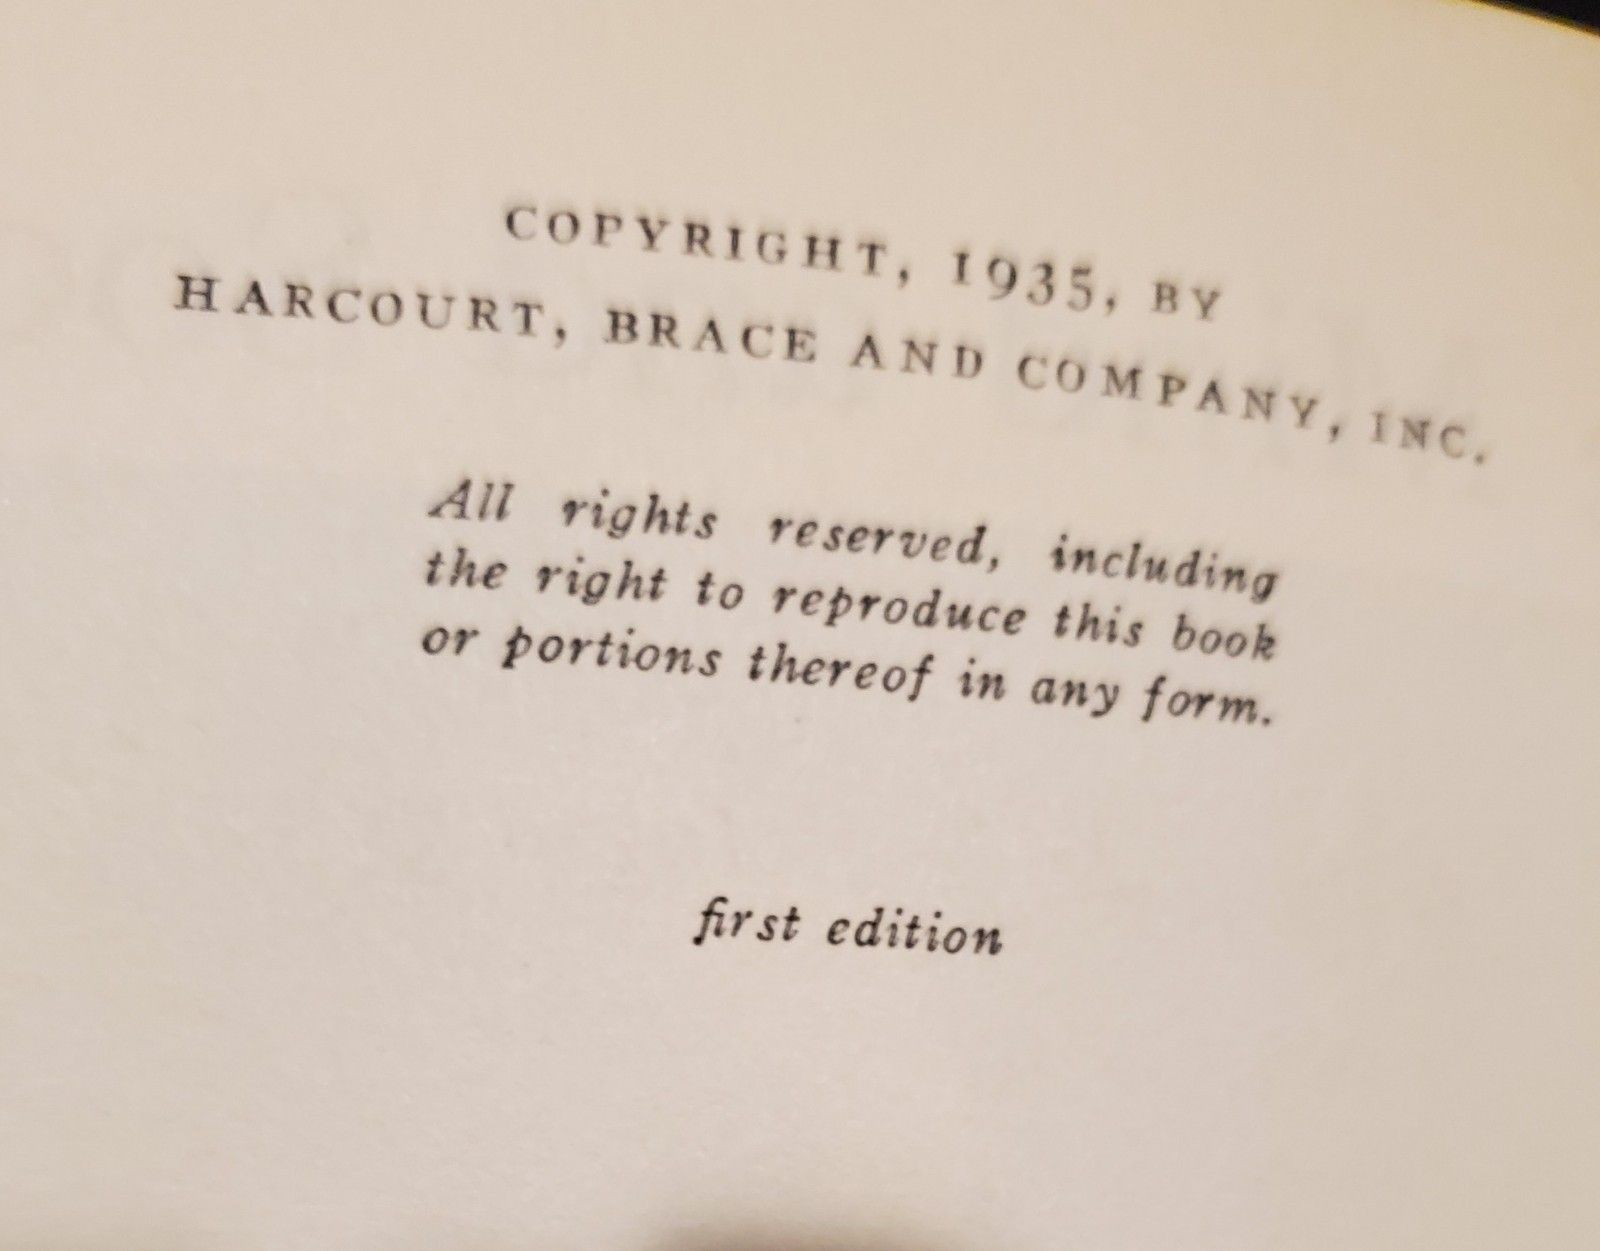 COPYRIGHT, 1935, BY
HARCOURT, BRACE AND COMPANY, INC.
All rights reserved, including
the right to reproduce this book
or portions thereof in any form.
first edition